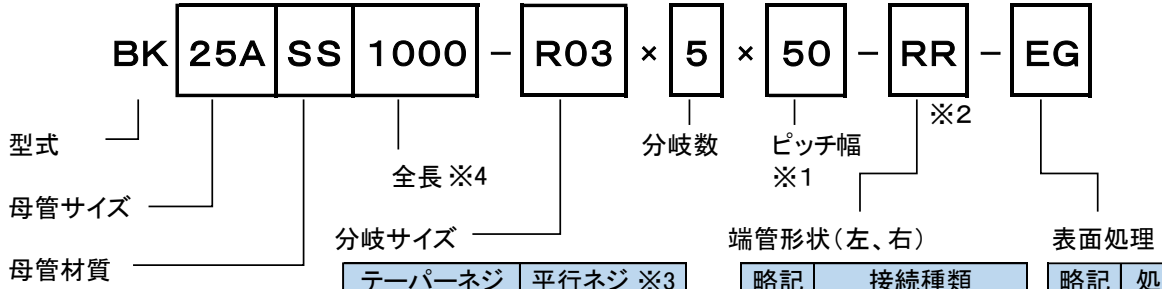 BK 25A SS 1000 - R03 × 5 × 50 - RR - EG
※2
型式
分岐数
ピッチ幅
※1
全長 ※4
母管サイズ
分岐サイズ
端管形状(左、右)
表面処理
母管材質
テーパーネジ 平行ネジ ※3
略記 接続種類
略記 処